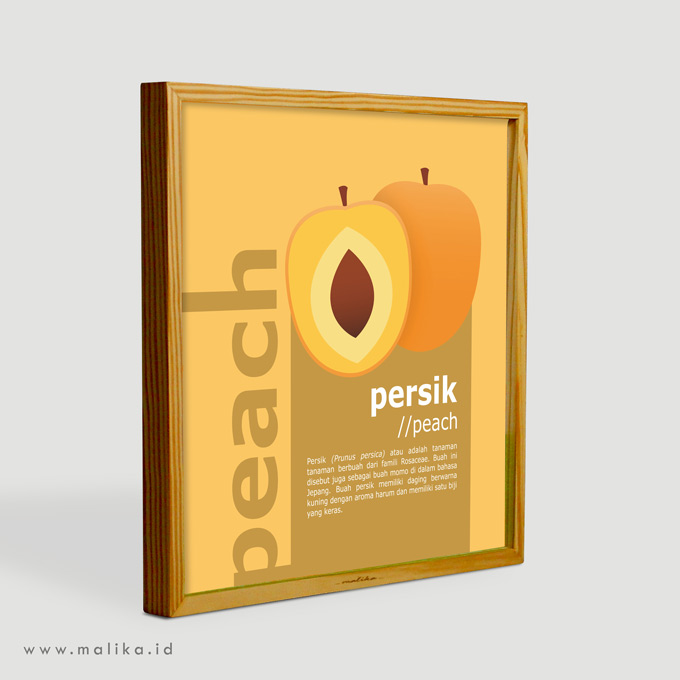 peach
persik
//peach
Persik (Prunus persica) atau adalah tanaman
tanaman berbuah dari famili Rosaceae. Buah ini
disebut juga sebagai buah momo di dalam bahasa
Jepang. Buah persik memiliki daging berwarna
kuning dengan aroma harum dan memiliki satu biji
yang keras.
malika
www.malika.id